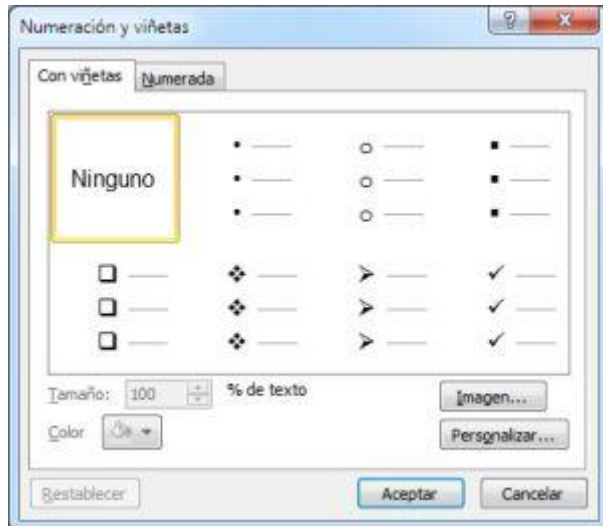 Numeración y viñetas
Con viñetas Numerada
Ninguno
Tamaño: 100 % de texto Imagen...
Color Personalizar...
Restablecer Aceptar Cancelar